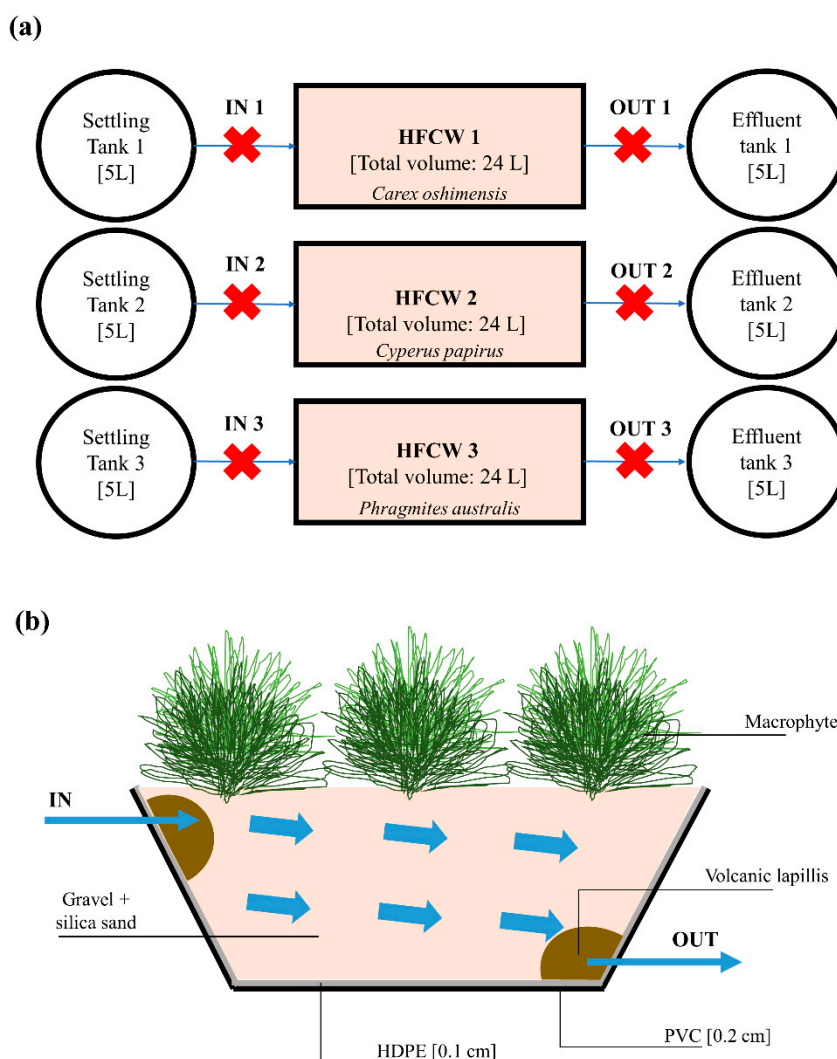 (a)
Settling
Tank 1
[5L]
IN 1
HFCW 1
[Total volume: 24 L]
Carex oshimensis
OUT 1
Effluent
tank 1
[5L]
Settling
Tank 2
[5L]
IN 2
HFCW 2
[Total volume: 24 L]
Cyperus papirus
OUT 2
Effluent
tank 2
[5L]
Settling
Tank 3
[5L]
IN 3
HFCW 3
[Total volume: 24 L]
Phragmites australis
OUT 3
Effluent
tank 3
[5L]
(b)
Macrophyte
IN
Gravel +
silica sand
Volcanic lapillis
OUT
HDPE [0.1 cm]
PVC [0.2 cm]